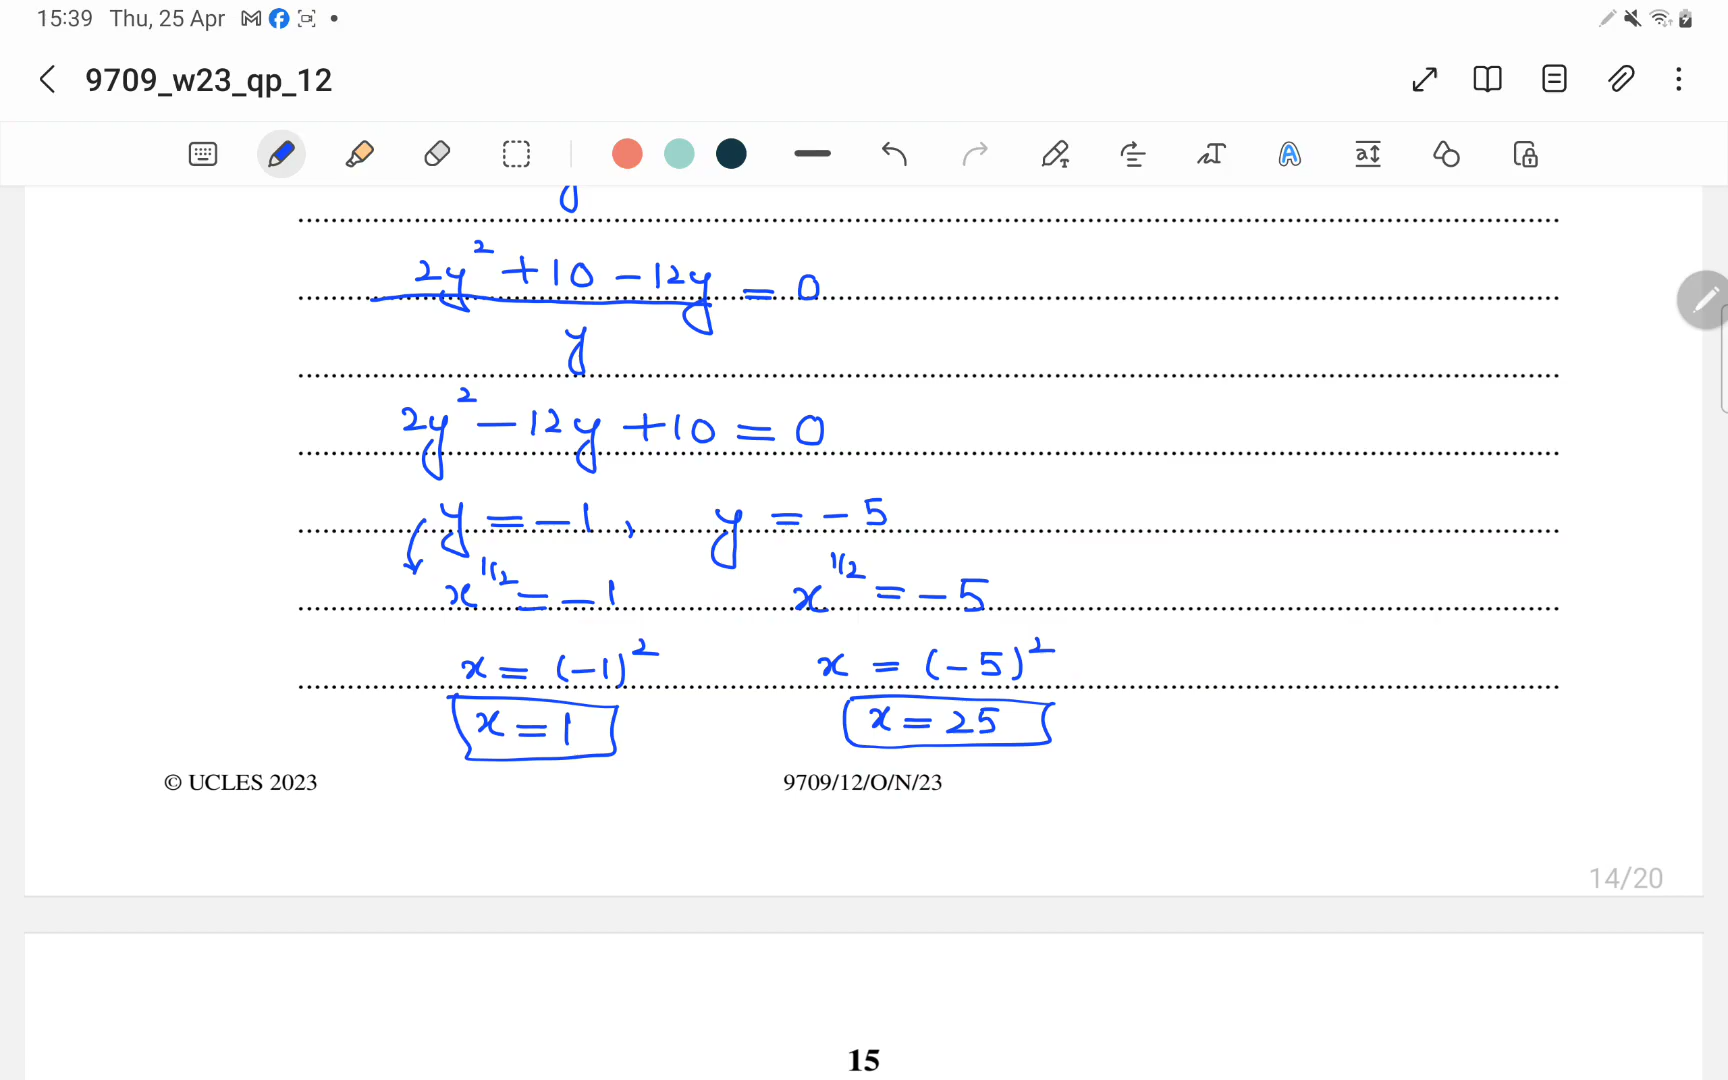 15:39 Thu, 25 Apr
9709_w23_qp_12
y
2y² + 10 − 12y = 0
y
2y² − 12y + 10 = 0
y = −1, y = −5
x^1/2 = −1 x^1/2 = −5
x = (−1)² x = (−5)²
x = 1 x = 25
© UCLES 2023 9709/12/O/N/23
14/20
15